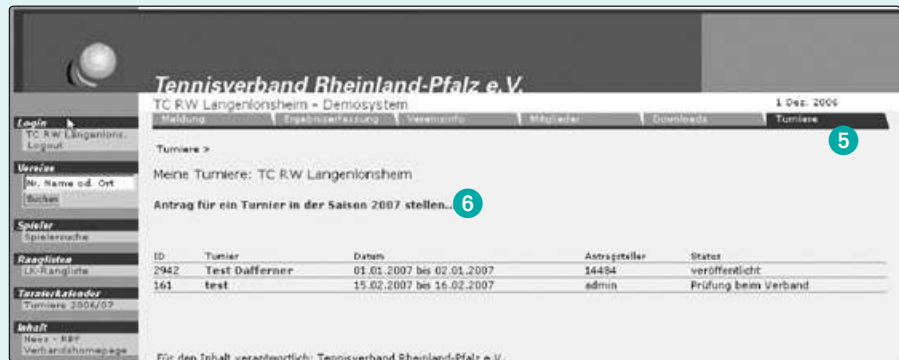 Tennisverband Rheinland-Pfalz e.V.
TC RW Langenlonsheim - Demosystem
1 Dez. 2006
Meldung Ergebniserfassung Vereinsinfo Mitglieder Downloads Turniere
5
Login
TC RW Langenlons.
Logout
Vereine
Nr. Name od. Ort
Suchen
Spieler
Spielersuche
Ranglisten
LK-Rangliste
Turnierkalender
Turniere 2006/07
Inhalt
News - RPF
Verbandshomepage
Turniere >
Meine Turniere: TC RW Langenlonsheim
Antrag für ein Turnier in der Saison 2007 stellen... 6
ID Turnier Datum Antragsteller Status
2942 Test Dafferner 01.01.2007 bis 02.01.2007 14484 veröffentlicht
161 test 15.02.2007 bis 16.02.2007 admin Prüfung beim Verband
Für den Inhalt verantwortlich: Tennisverband Rheinland-Pfalz e.V.